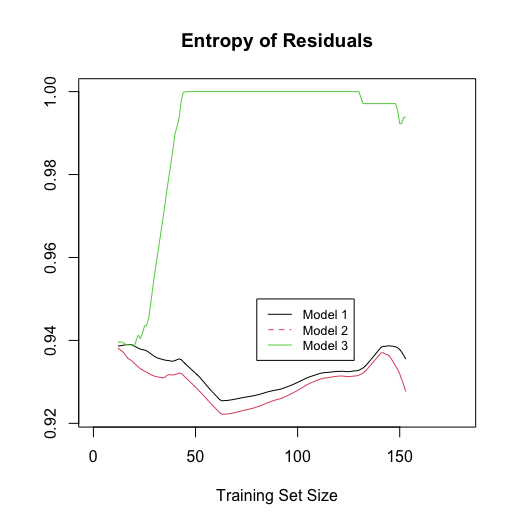 Entropy of Residuals
1.00
0.98
0.96
0.94
0.92
Model 1
Model 2
Model 3
0 50 100 150
Training Set Size